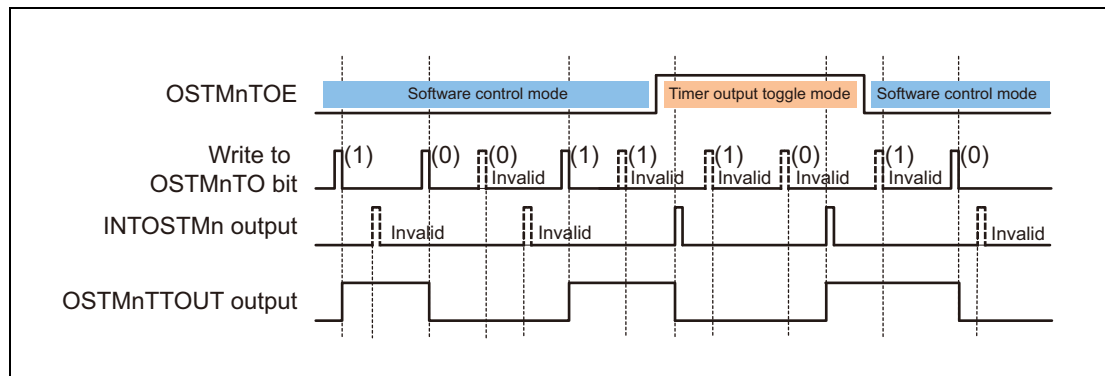 OSTMnTOE
Software control mode
Timer output toggle mode
Software control mode
Write to
OSTMnTO bit
(1)
(0)
(0)
Invalid
(1)
(1)
Invalid
(1)
Invalid
(0)
Invalid
(1)
Invalid
(0)
INTOSTMn output
Invalid
Invalid
Invalid
OSTMnTTOUT output